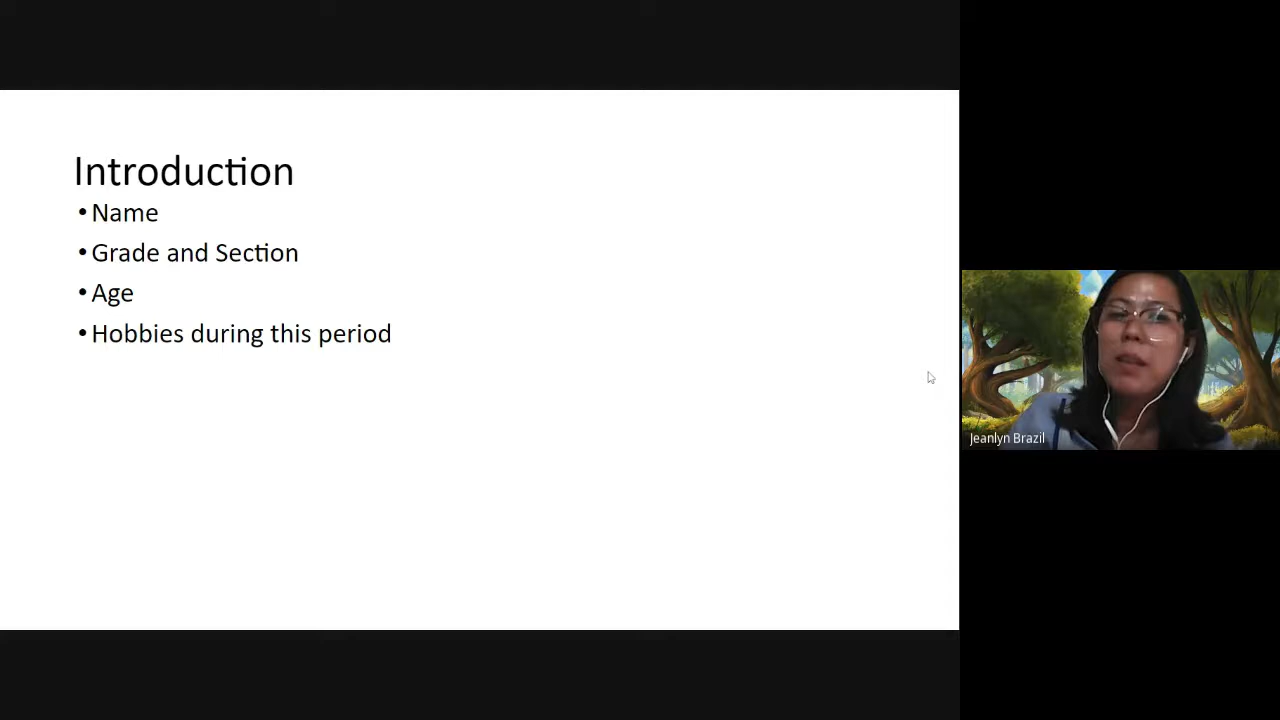 Introduction
•Name
•Grade and Section
•Age
•Hobbies during this period
Jeanlyn Brazil